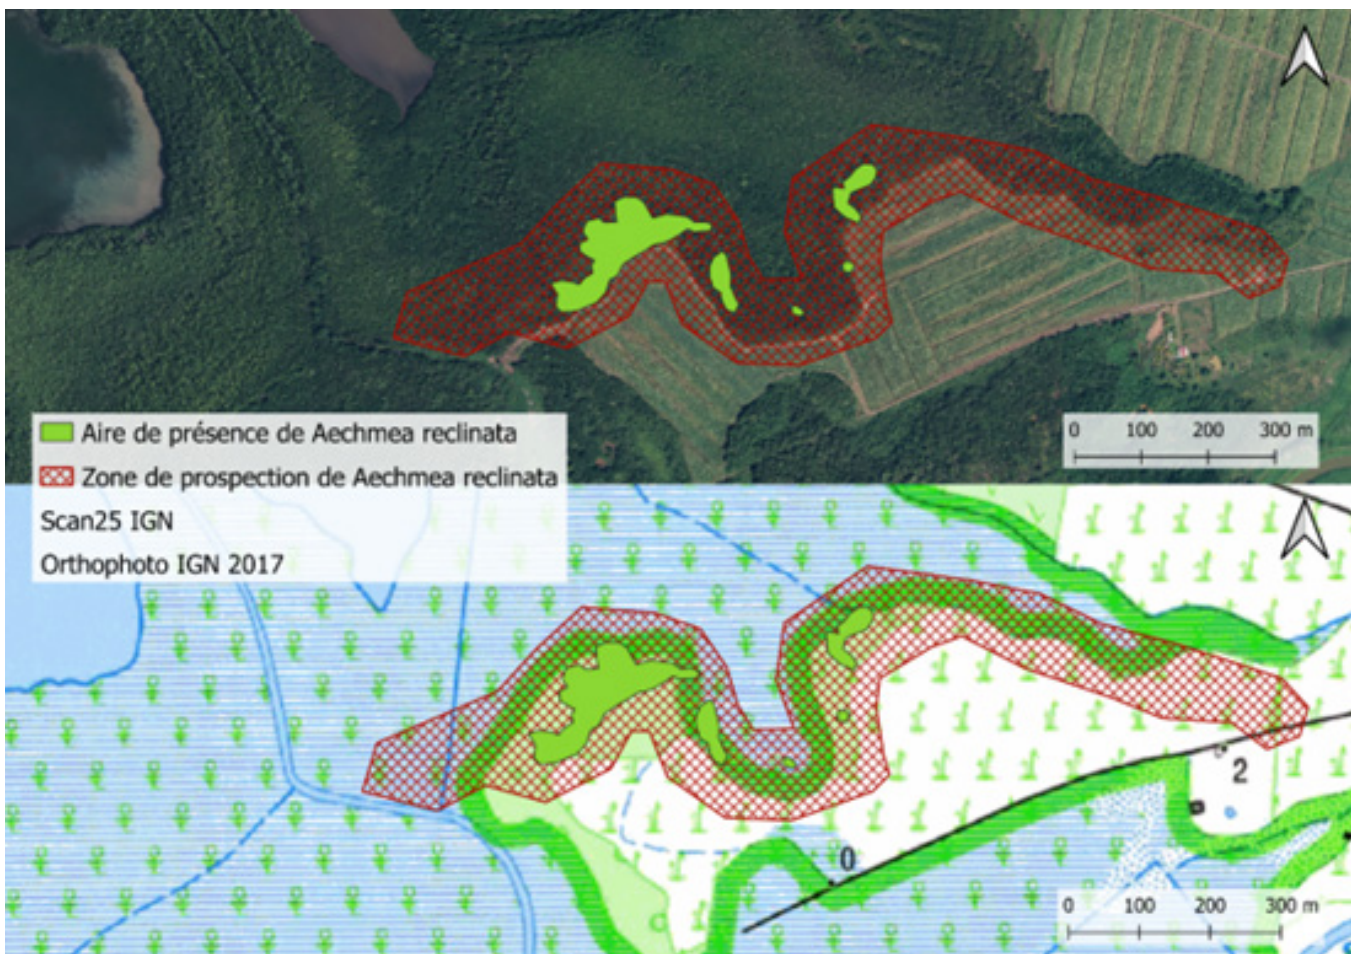 0 100 200 300 m
Aire de présence de Aechmea reclinata
Zone de prospection de Aechmea reclinata
Scan25 IGN
Orthophoto IGN 2017
2
0
0 100 200 300 m